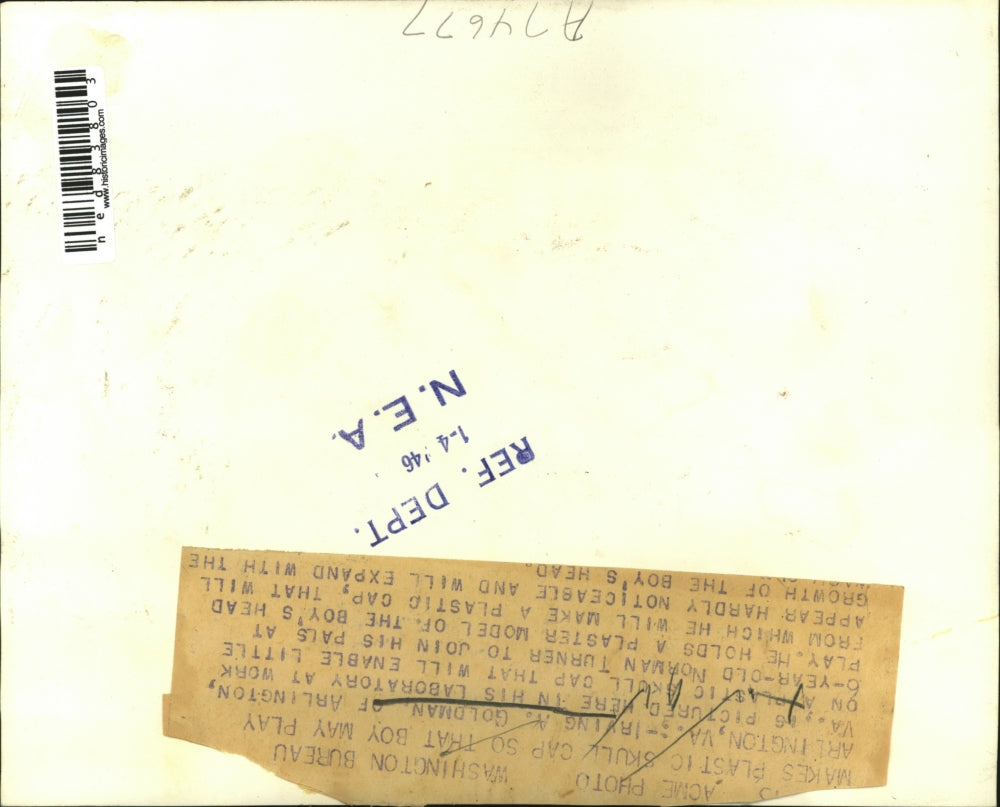 ACME PHOTO WASHINGTON BUREAU
MAKES PLASTIC SKULL CAP SO THAT BOY MAY PLAY
ARLINGTON, VA.,:-IRVING A. GOLDMAN OF ARLINGTON,
VA., IS PICTURED HERE IN HIS LABORATORY AT WORK
ON A PLASTIC SKULL CAP THAT WILL ENABLE LITTLE
6-YEAR-OLD NORMAN TURNER TO JOIN HIS PALS AT
PLAY. HE HOLDS A PLASTER MODEL OF THE BOY'S HEAD
FROM WHICH HE WILL MAKE A PLASTIC CAP, THAT WILL
APPEAR HARDLY NOTICEABLE AND WILL EXPAND WITH THE
GROWTH OF THE BOY'S HEAD.
REF. DEPT.
1-4 '46
N.E.A.
A74677
ned83803
www.historicimages.com